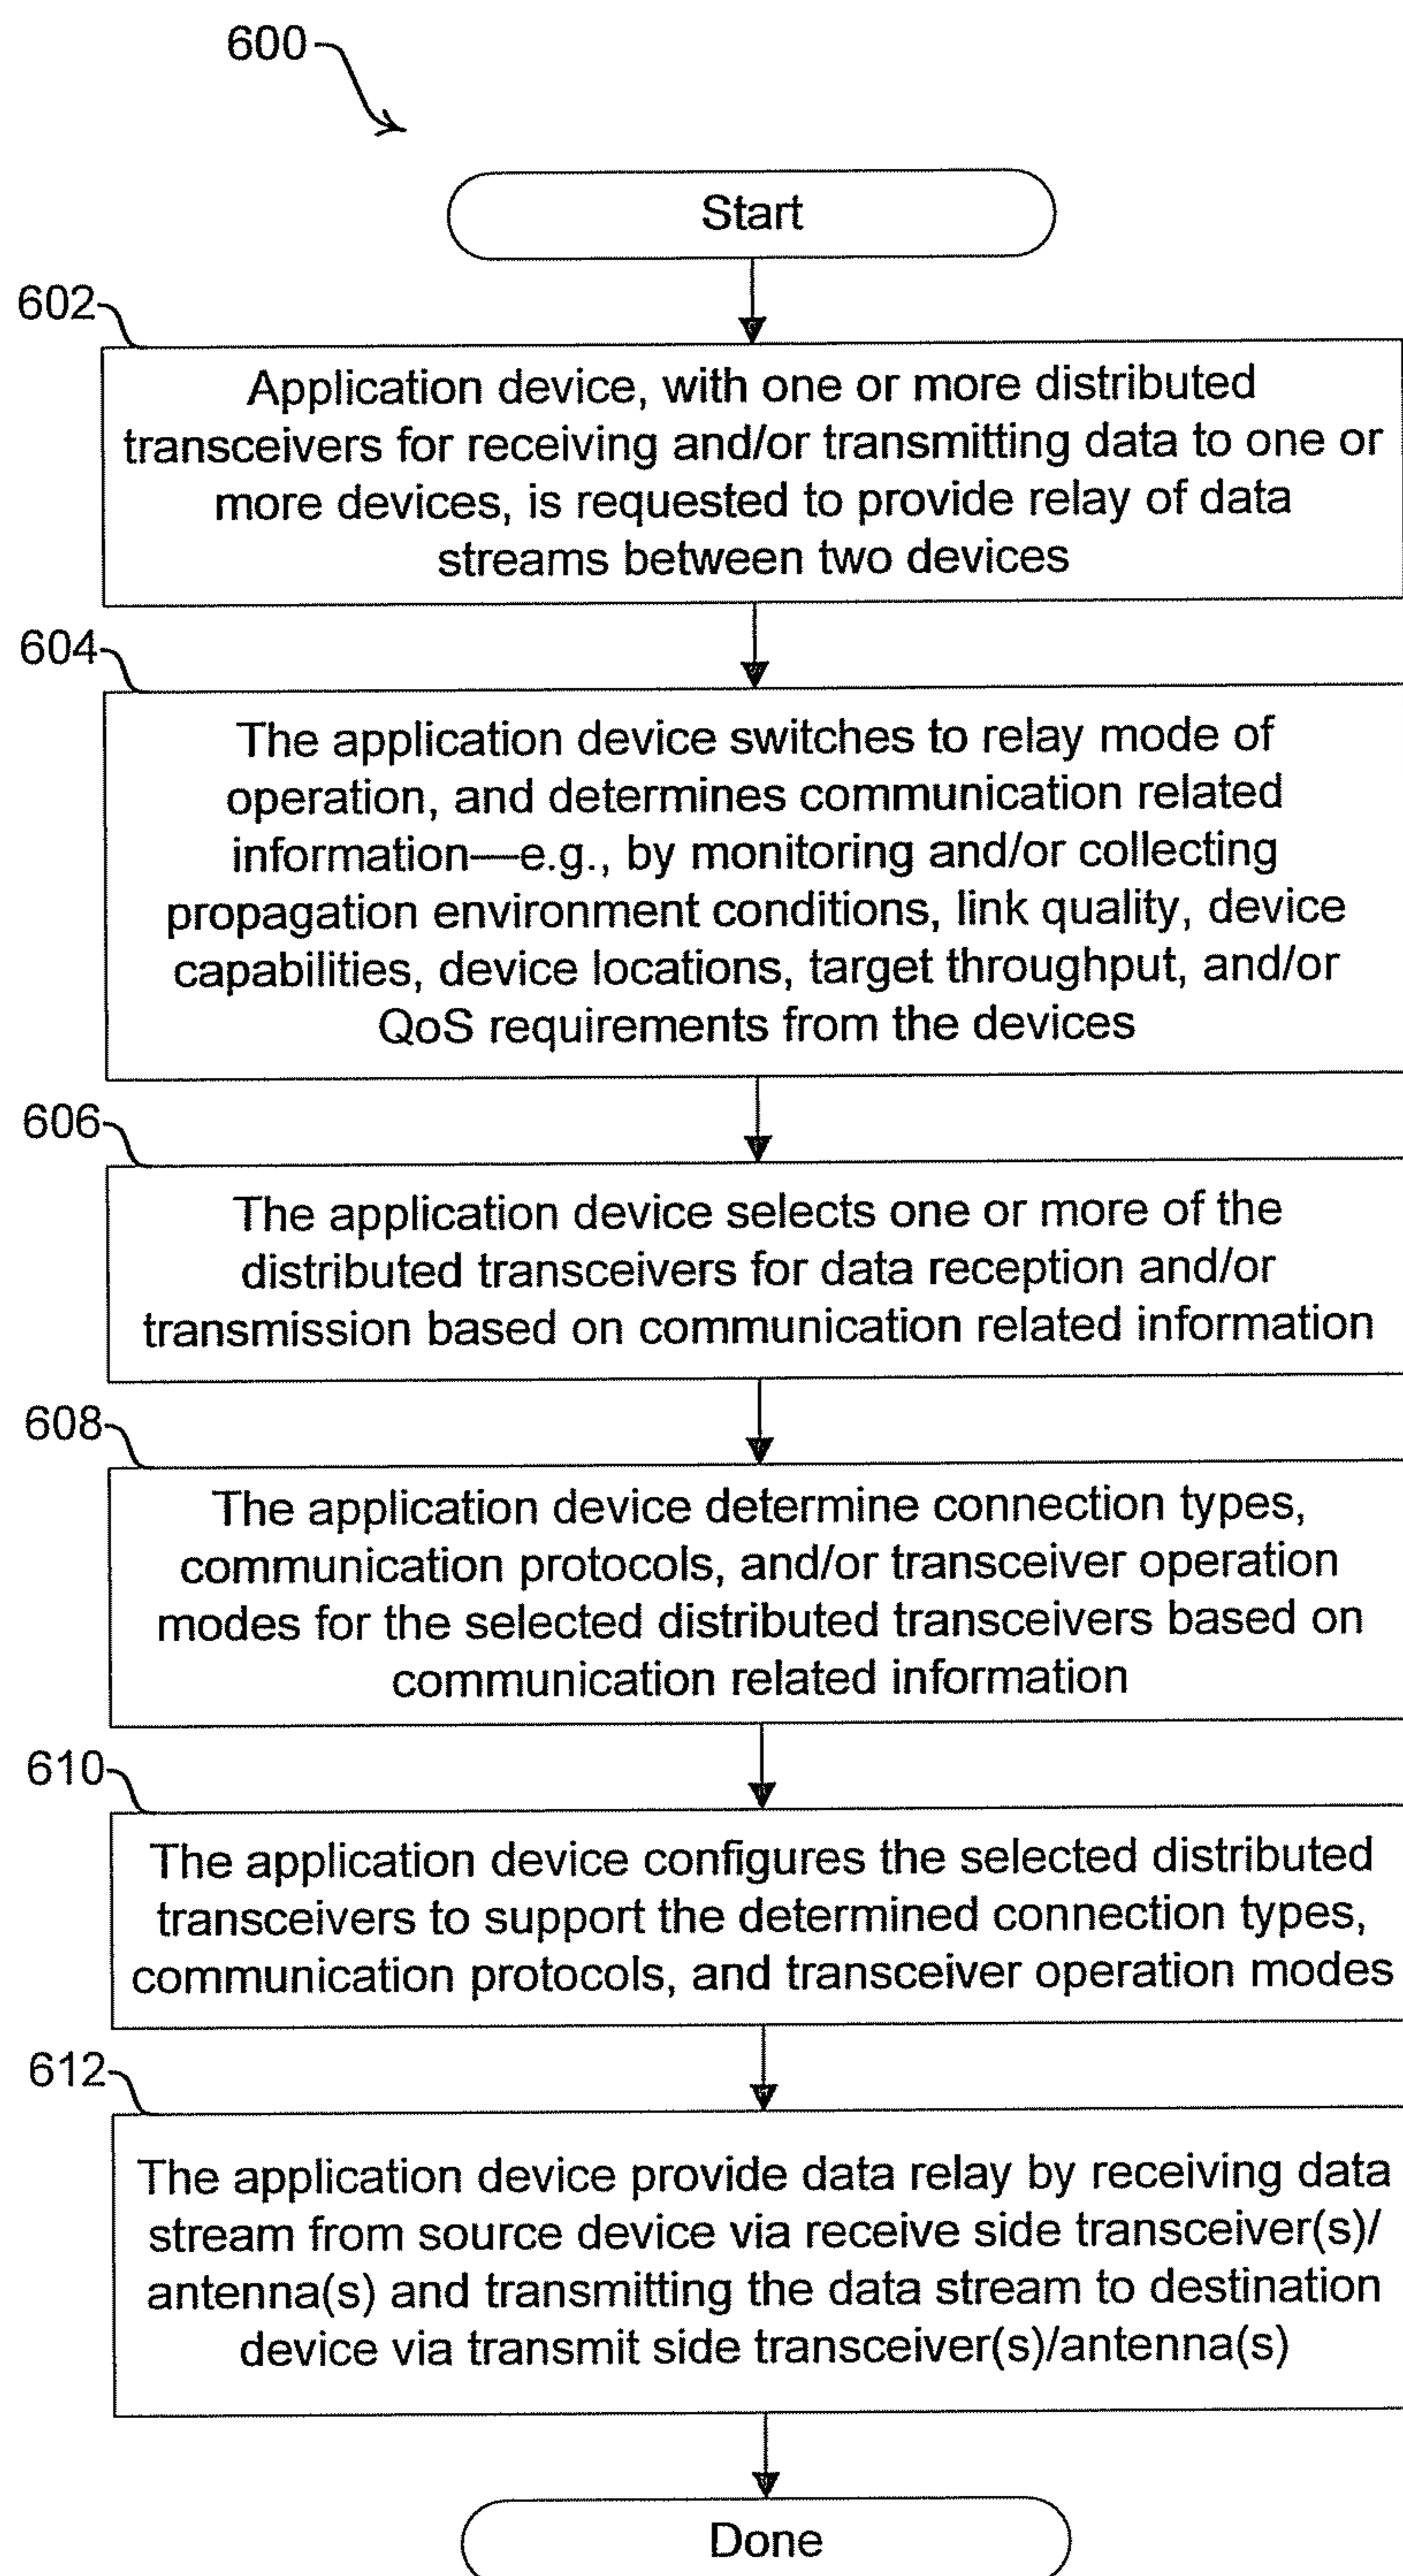 600
Start
602
Application device, with one or more distributed
transceivers for receiving and/or transmitting data to one or
more devices, is requested to provide relay of data
streams between two devices
604
The application device switches to relay mode of
operation, and determines communication related
information—e.g., by monitoring and/or collecting
propagation environment conditions, link quality, device
capabilities, device locations, target throughput, and/or
QoS requirements from the devices
606
The application device selects one or more of the
distributed transceivers for data reception and/or
transmission based on communication related information
608
The application device determine connection types,
communication protocols, and/or transceiver operation
modes for the selected distributed transceivers based on
communication related information
610
The application device configures the selected distributed
transceivers to support the determined connection types,
communication protocols, and transceiver operation modes
612
The application device provide data relay by receiving data
stream from source device via receive side transceiver(s)/
antenna(s) and transmitting the data stream to destination
device via transmit side transceiver(s)/antenna(s)
Done